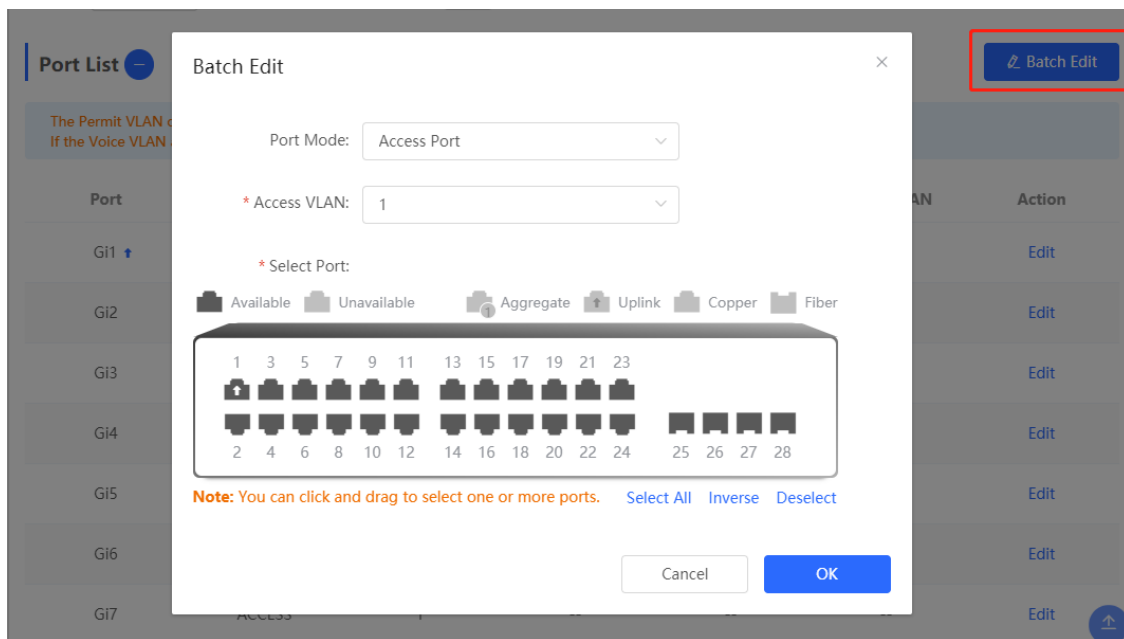 Port List
Batch Edit
Batch Edit
The Permit VLAN
If the Voice VLAN
Port Mode: Access Port
Port
* Access VLAN: 1
Action
Gi1
Edit
* Select Port:
Available Unavailable 1 Aggregate Uplink Copper Fiber
Gi2
Edit
1 3 5 7 9 11 13 15 17 19 21 23
Gi3
Edit
Gi4
Edit
2 4 6 8 10 12 14 16 18 20 22 24 25 26 27 28
Gi5
Edit
Note: You can click and drag to select one or more ports. Select All Inverse Deselect
Gi6
Edit
Cancel OK
Gi7
Edit